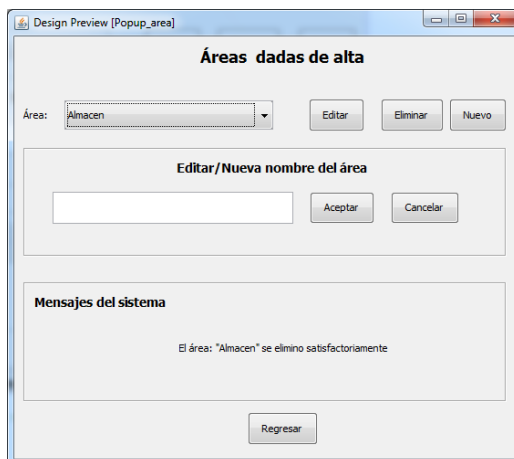 Design Preview [Popup_area]
Áreas dadas de alta
Área: Almacen Editar Eliminar Nuevo
Editar/Nueva nombre del área
Aceptar Cancelar
Mensajes del sistema
El área: "Almacen" se elimino satisfactoriamente
Regresar